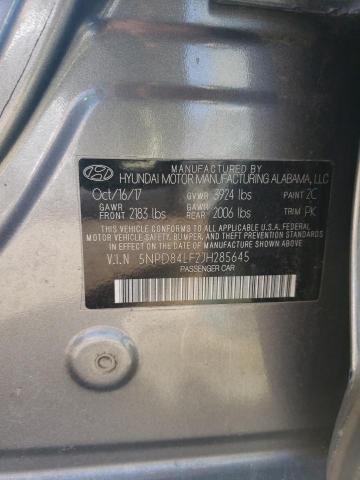 MANUFACTURED BY
HYUNDAI MOTOR MANUFACTURING ALABAMA, LLC
Oct/16/17 GVWR 3924 lbs PAINT 2C
GAWR FRONT 2183 lbs GAWR REAR 2006 lbs TRIM PK
THIS VEHICLE CONFORMS TO ALL APPLICABLE FEDERAL
MOTOR VEHICLE SAFETY, BUMPER, AND THEFT PREVENTION
STANDARDS IN EFFECT ON THE DATE OF MANUFACTURE SHOWN ABOVE.
V.I.N 5NPD84LF2JH285645
PASSENGER CAR